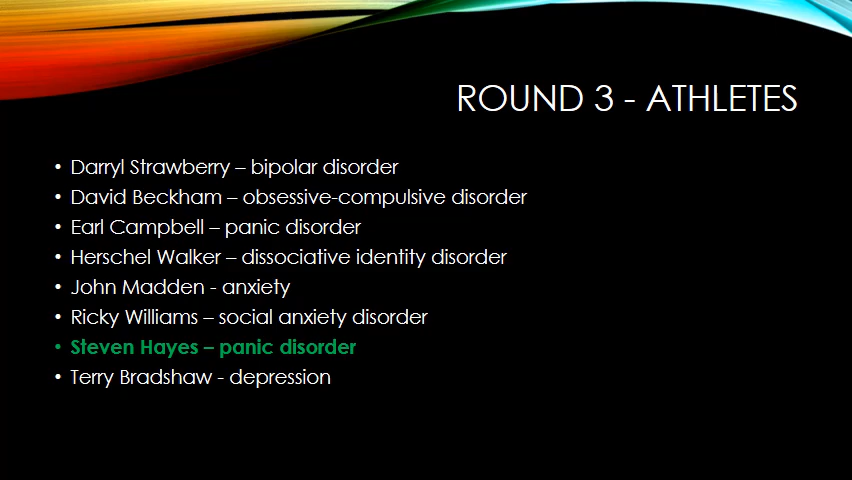 ROUND 3 - ATHLETES
• Darryl Strawberry – bipolar disorder
• David Beckham – obsessive-compulsive disorder
• Earl Campbell – panic disorder
• Herschel Walker – dissociative identity disorder
• John Madden - anxiety
• Ricky Williams – social anxiety disorder
• Steven Hayes – panic disorder
• Terry Bradshaw - depression